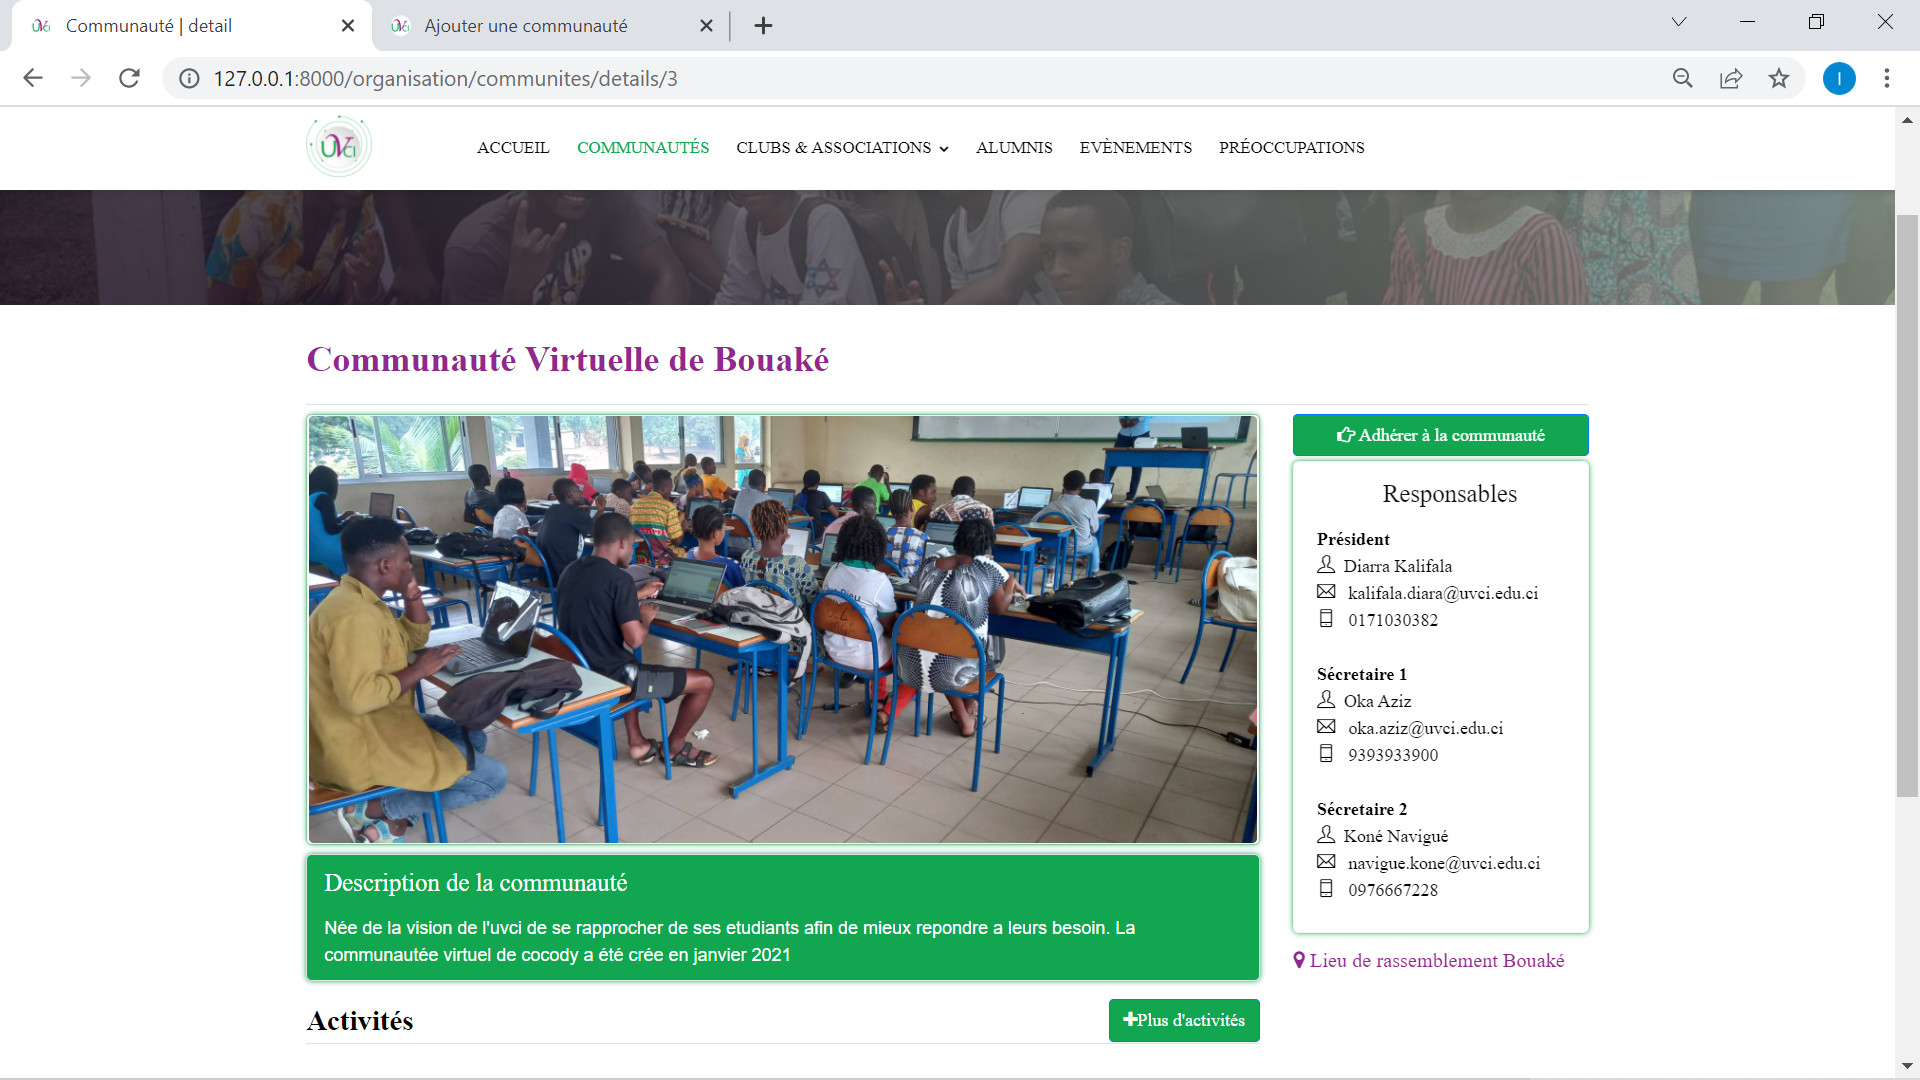 Communauté | detail
Ajouter une communauté
127.0.0.1:8000/organisation/communites/details/3
I
UVCI
ACCUEIL
COMMUNAUTÉS
CLUBS & ASSOCIATIONS
ALUMNIS
EVÈNEMENTS
PRÉOCCUPATIONS
Communauté Virtuelle de Bouaké
Adhérer à la communauté
Responsables
Président
Diarra Kalifala
kalifala.diara@uvci.edu.ci
0171030382
Sécretaire 1
Oka Aziz
oka.aziz@uvci.edu.ci
9393933900
Sécretaire 2
Koné Navigué
navigue.kone@uvci.edu.ci
0976667228
Lieu de rassemblement Bouaké
Description de la communauté
Née de la vision de l'uvci de se rapprocher de ses etudiants afin de mieux repondre a leurs besoin. La
communautée virtuel de cocody a été crée en janvier 2021
Activités
Plus d'activités